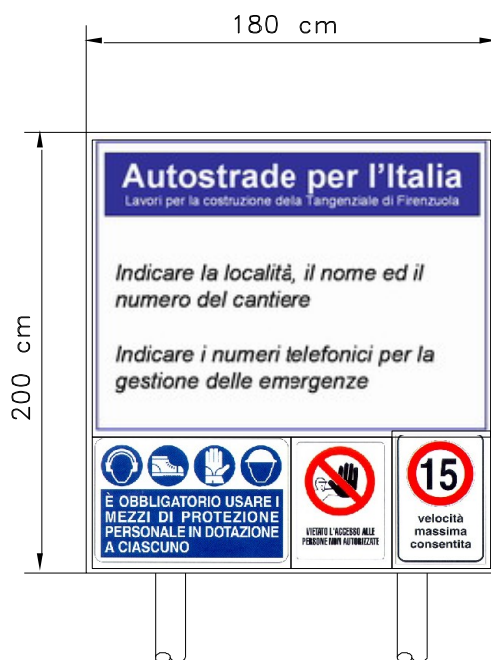 180 cm
200 cm
Autostrade per l'Italia
Lavori per la costruzione dela Tangenziale di Firenzuola
Indicare la località, il nome ed il
numero del cantiere
Indicare i numeri telefonici per la
gestione delle emergenze
È OBBLIGATORIO USARE I
MEZZI DI PROTEZIONE
PERSONALE IN DOTAZIONE
A CIASCUNO
VIETATO L'ACCESSO ALLE
PERSONE NON AUTORIZZATE
15
velocità
massima
consentita